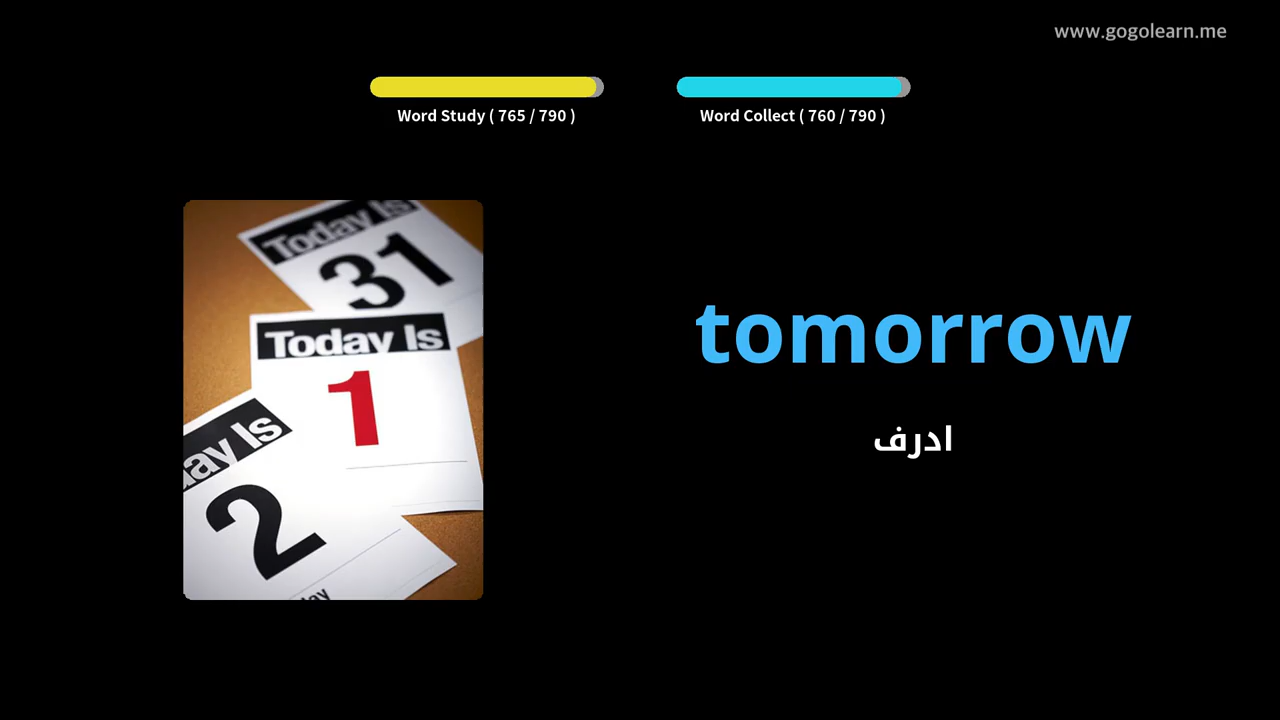 www.gogolearn.me
Word Study ( 765 / 790 )
Word Collect ( 760 / 790 )
Today Is
31
Today Is
1
ay Is
2
tomorrow
ادرف